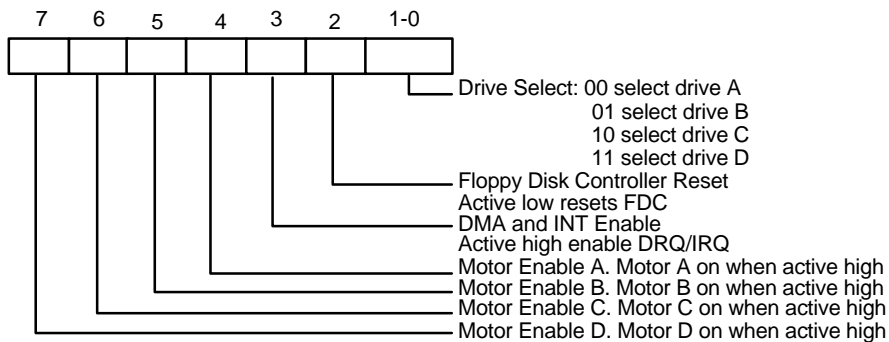 7 6 5 4 3 2 1-0
Drive Select: 00 select drive A
01 select drive B
10 select drive C
11 select drive D
Floppy Disk Controller Reset
Active low resets FDC
DMA and INT Enable
Active high enable DRQ/IRQ
Motor Enable A. Motor A on when active high
Motor Enable B. Motor B on when active high
Motor Enable C. Motor C on when active high
Motor Enable D. Motor D on when active high